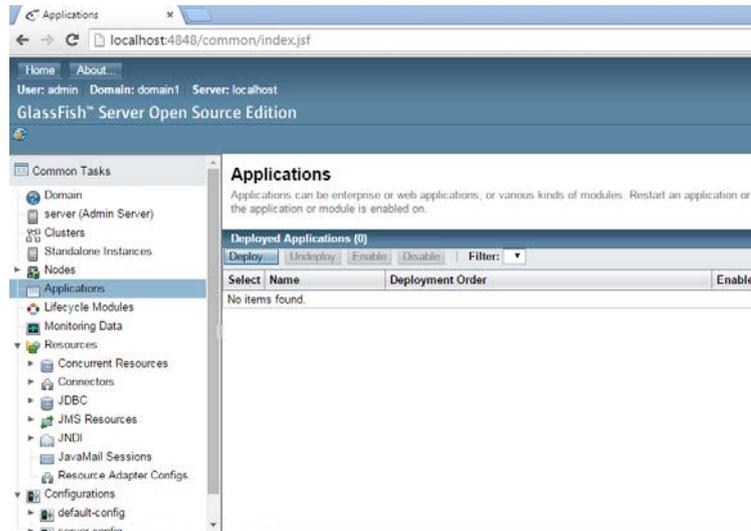 Applications
localhost:4848/common/index.jsf
Home About...
User: admin Domain: domain1 Server: localhost
GlassFish™ Server Open Source Edition
Common Tasks
Domain
server (Admin Server)
Clusters
Standalone Instances
Nodes
Applications
Lifecycle Modules
Monitoring Data
Resources
Concurrent Resources
Connectors
JDBC
JMS Resources
JNDI
JavaMail Sessions
Resource Adapter Configs
Configurations
default-config
server-config
Applications
Applications can be enterprise or web applications, or various kinds of modules. Restart an application or
the application or module is enabled on.
Deployed Applications (0)
Deploy... Undeploy Enable Disable Filter:
Select Name Deployment Order Enable
No items found.